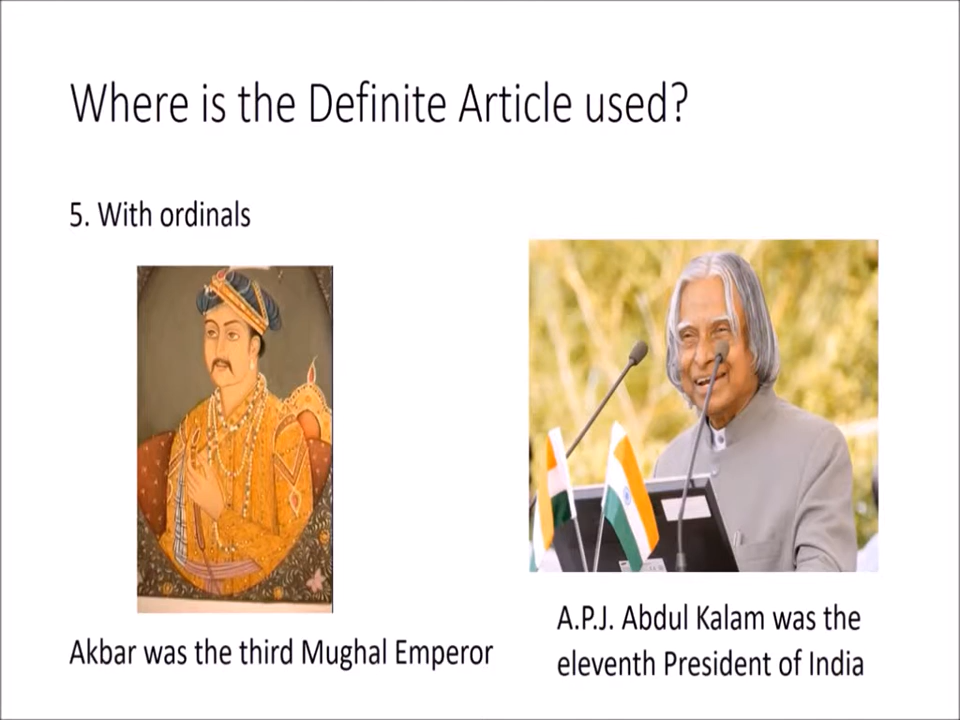 Where is the Definite Article used?
5. With ordinals
Akbar was the third Mughal Emperor
A.P.J. Abdul Kalam was the
eleventh President of India